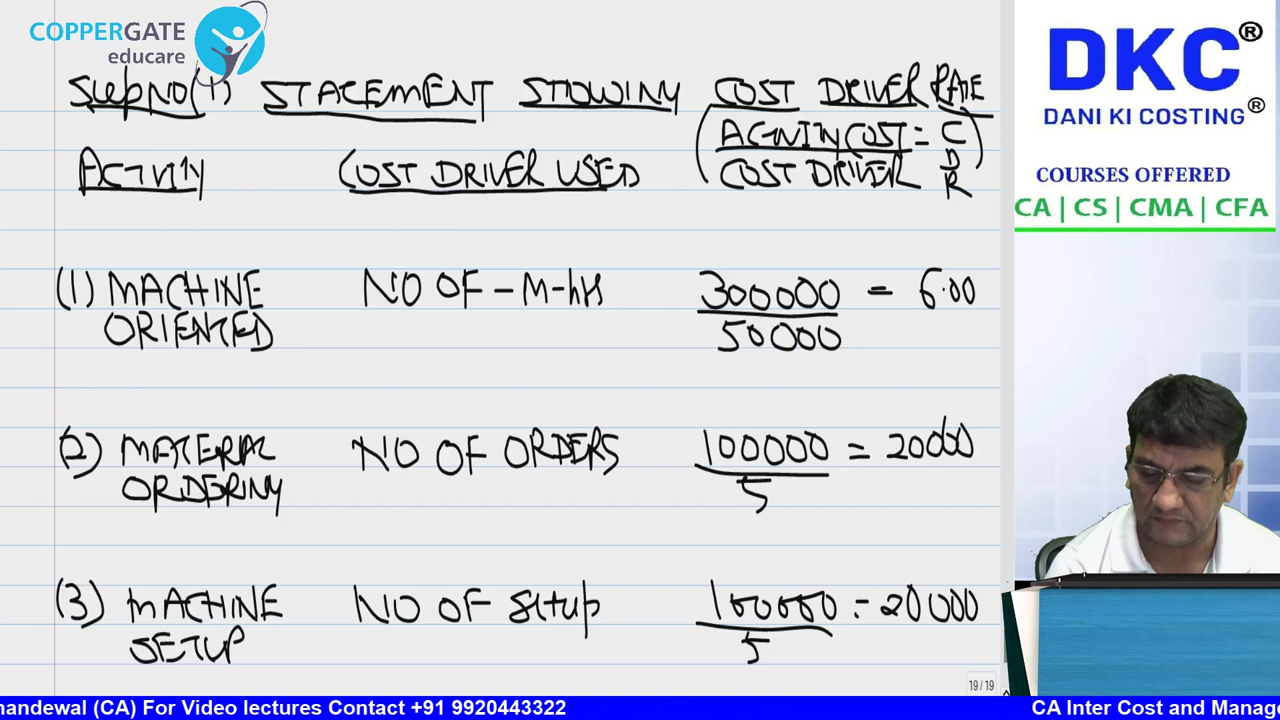 COPPERGATE
educare
STEP NO (1) STATEMENT SHOWING COST DRIVER RATE
(ACTIVITY COST = C
COST DRIVER D
R)
ACTIVITY COST DRIVER USED
(1) MACHINE NO OF - M-hrs 300000 = 6.00
ORIENTED 50000
(2) MATERIAL NO OF ORDERS 100000 = 20000
ORDERING 5
(3) MACHINE NO OF setup 100000 = 20000
SETUP 5
19 / 19
DKC®
DANI KI COSTING®
COURSES OFFERED
CA | CS | CMA | CFA
handewal (CA) For Video lectures Contact +91 9920443322
CA Inter Cost and Manage